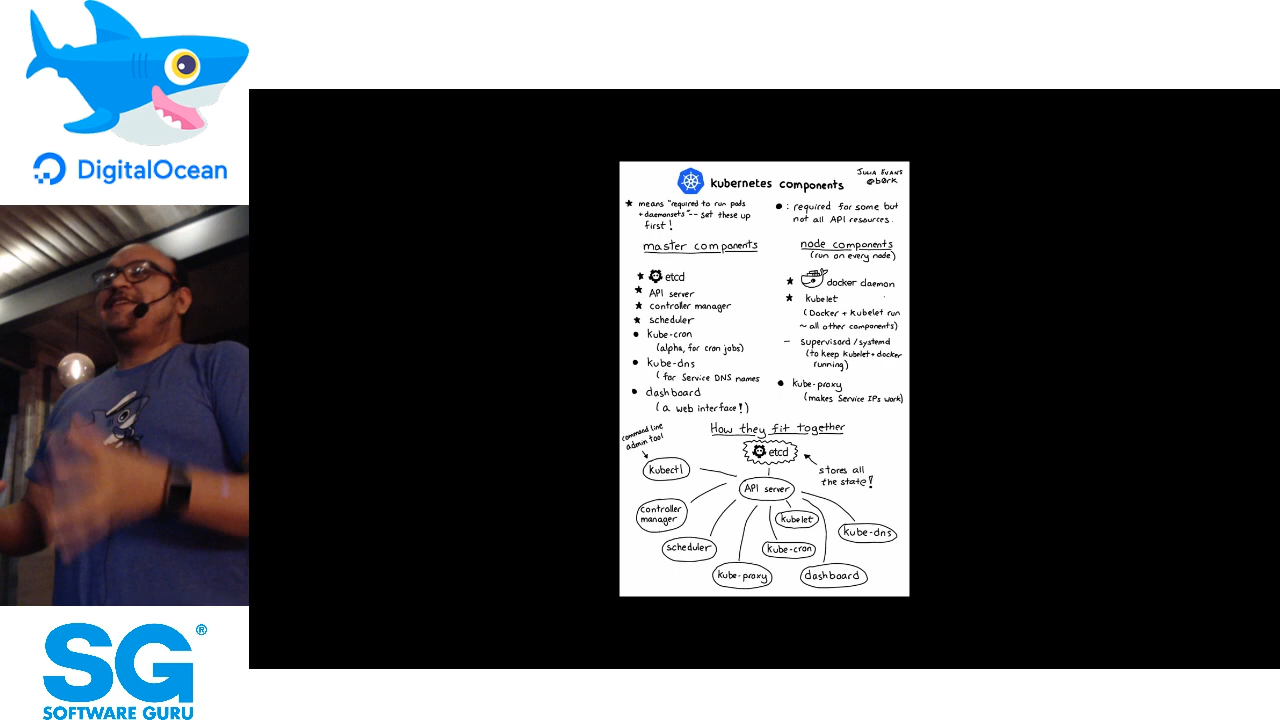 DigitalOcean
SG®
SOFTWARE GURU
kubernetes components
JULIA EVANS
@b0rk
★ means "required to run pods
+ daemonsets" -- set these up
first!
● : required for some but
not all API resources.
master components
★ etcd
★ API server
★ controller manager
★ scheduler
● kube-cron
(alpha, for cron jobs)
● kube-dns
(for Service DNS names
● dashboard
(a web interface!)
node components
(run on every node)
★ docker daemon
★ kubelet
(Docker + kubelet run
~ all other components)
- supervisord/systemd
(to keep kubelet + docker
running)
● kube-proxy
(makes Service IPs work)
How they fit together
command line
admin tool
etcd
stores all
the state!
kubectl
API server
controller
manager
kubelet
kube-dns
scheduler
kube-cron
kube-proxy
dashboard